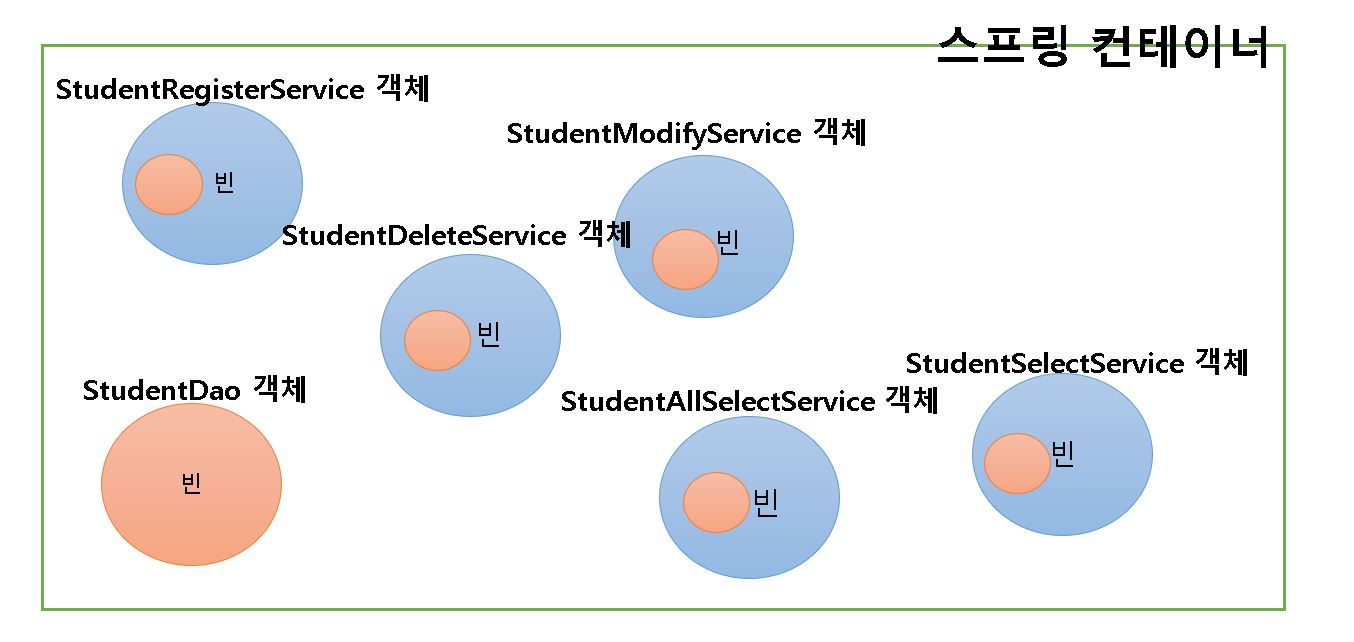 스프링 컨테이너
StudentRegisterService 객체
빈
StudentModifyService 객체
빈
StudentDeleteService 객체
빈
StudentDao 객체
빈
StudentAllSelectService 객체
빈
StudentSelectService 객체
빈